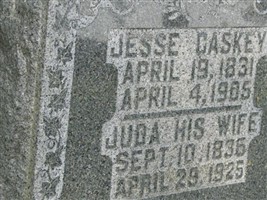 JESSE CASKEY
APRIL 19, 1831
APRIL 4, 1905
JUDA HIS WIFE
SEPT. 10, 1836
APRIL 29, 1925